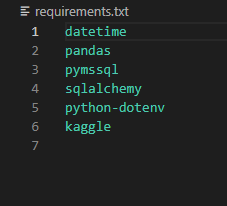 requirements.txt
1 datetime
2 pandas
3 pymssql
4 sqlalchemy
5 python-dotenv
6 kaggle
7